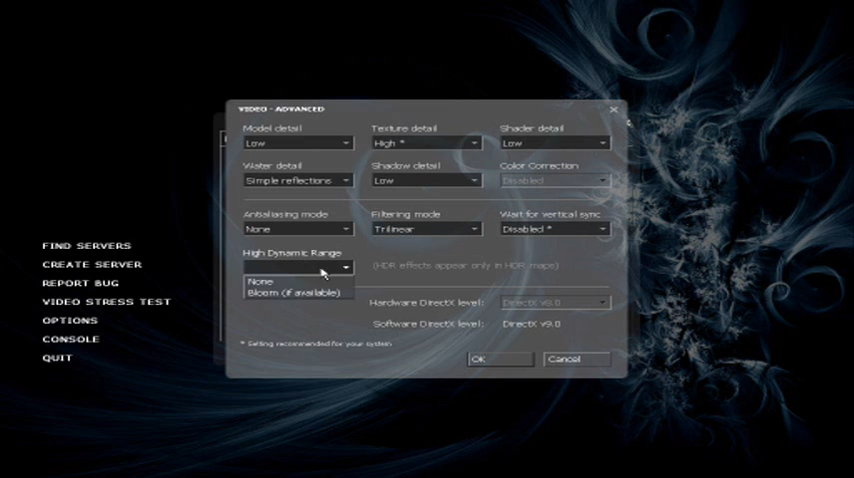 VIDEO - ADVANCED
Model detail
Texture detail
Shader detail
Low
High *
Low
Water detail
Shadow detail
Color Correction
Simple reflections
Low
Disabled
Antialiasing mode
Filtering mode
Wait for vertical sync
None
Trilinear
Disabled *
High Dynamic Range
(HDR effects appear only in HDR maps)
None
Bloom (if available)
Hardware DirectX level:
DirectX v9.0
Software DirectX level:
DirectX v9.0
* Setting recommended for your system
OK
Cancel
FIND SERVERS
CREATE SERVER
REPORT BUG
VIDEO STRESS TEST
OPTIONS
CONSOLE
QUIT